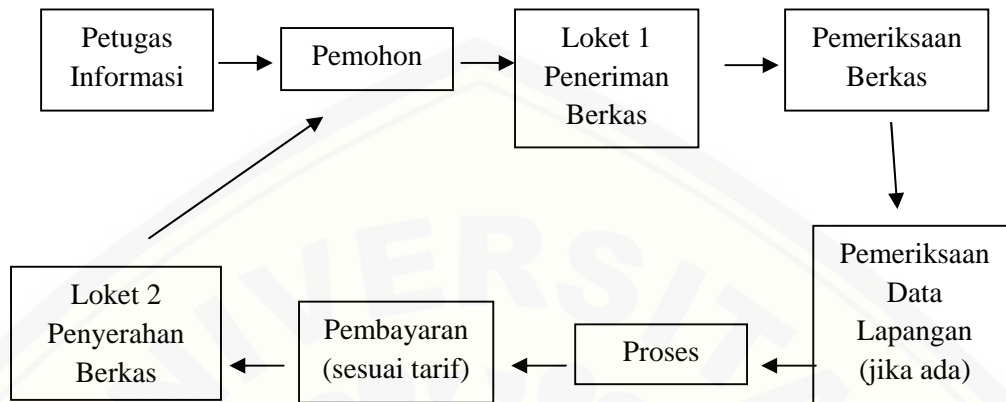 Petugas
Informasi
Pemohon
Loket 1
Peneriman
Berkas
Pemeriksaan
Berkas
Pemeriksaan
Data
Lapangan
(jika ada)
Proses
Pembayaran
(sesuai tarif)
Loket 2
Penyerahan
Berkas